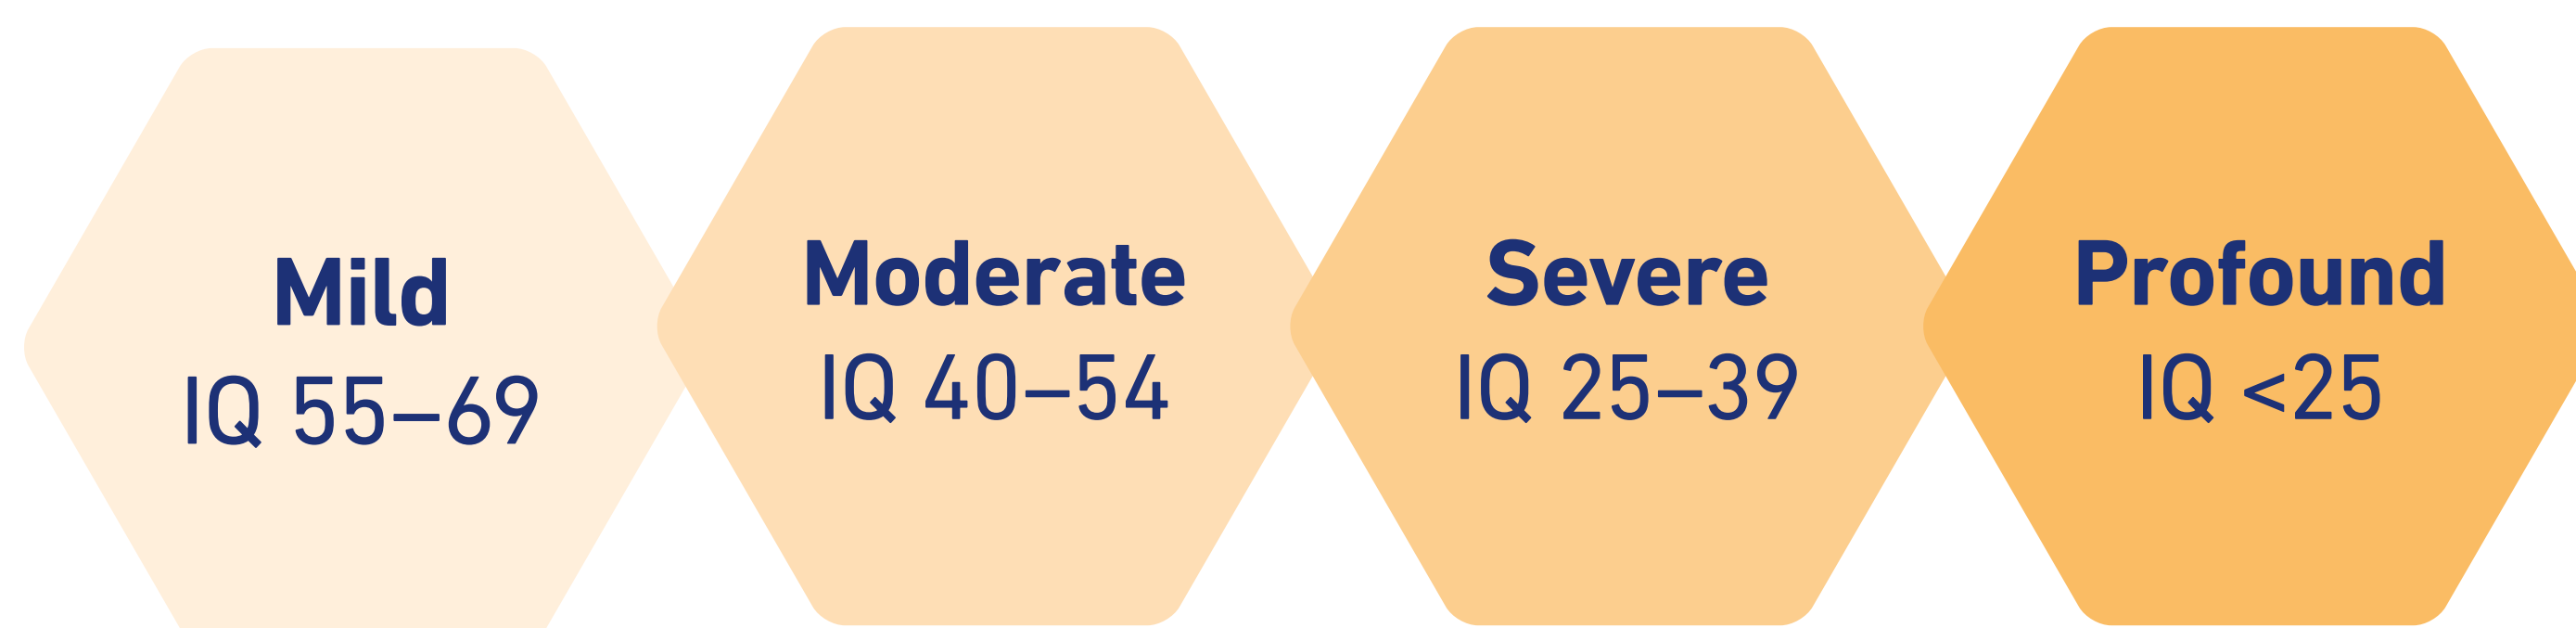 Mild
IQ 55–69
Moderate
IQ 40–54
Severe
IQ 25–39
Profound
IQ <25